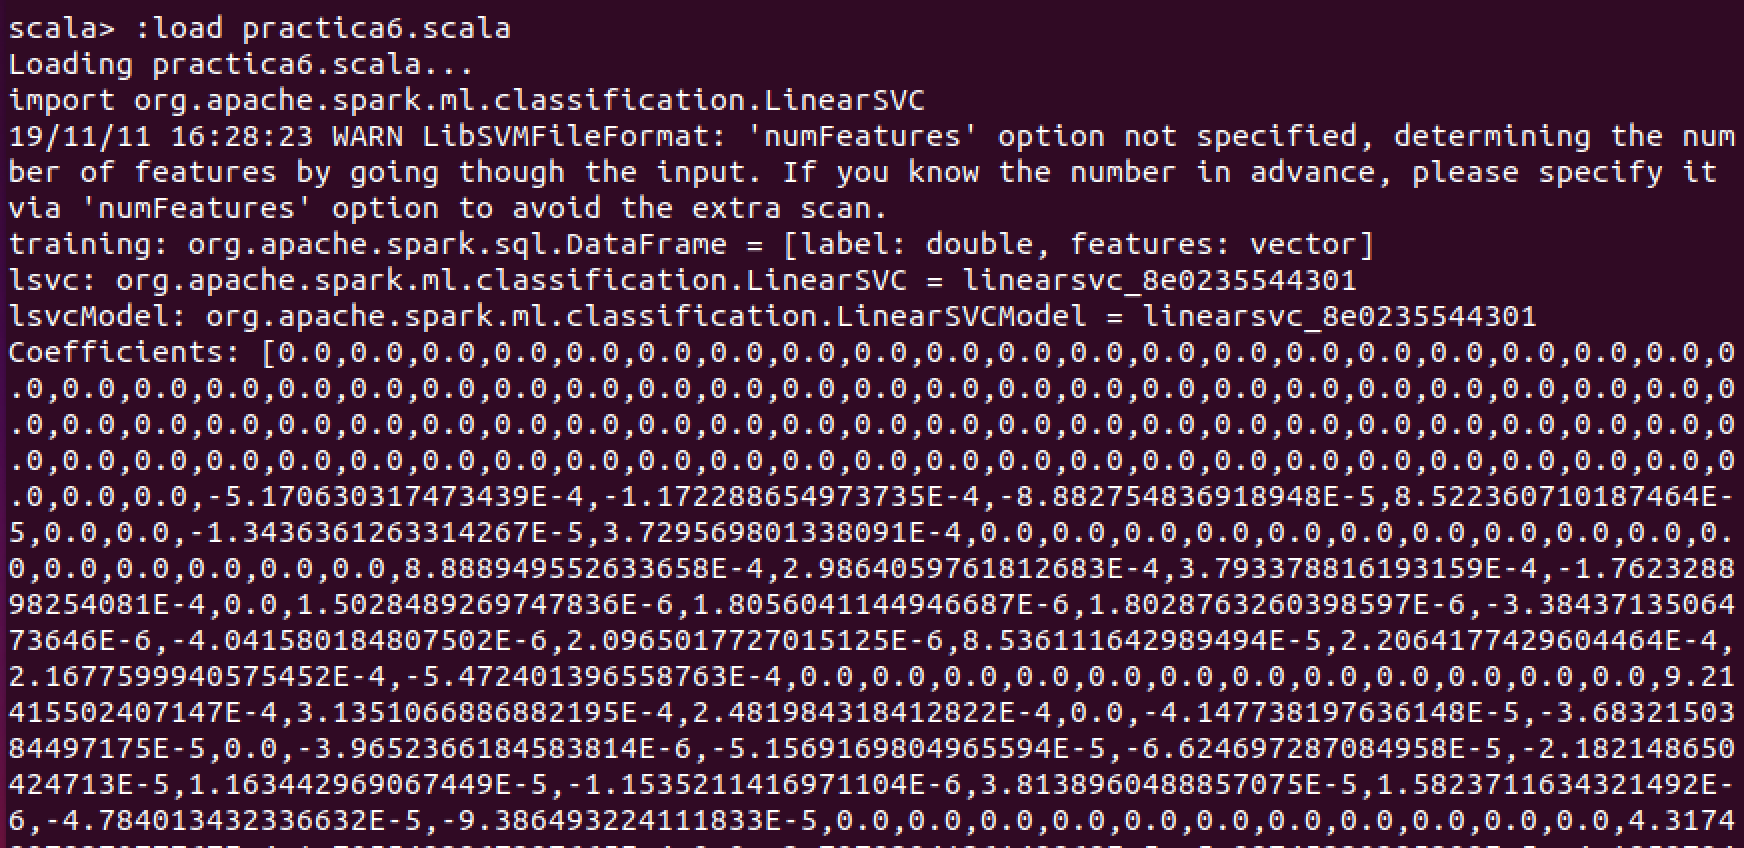 scala> :load practica6.scala
Loading practica6.scala...
import org.apache.spark.ml.classification.LinearSVC
19/11/11 16:28:23 WARN LibSVMFileFormat: 'numFeatures' option not specified, determining the num
ber of features by going though the input. If you know the number in advance, please specify it
via 'numFeatures' option to avoid the extra scan.
training: org.apache.spark.sql.DataFrame = [label: double, features: vector]
lsvc: org.apache.spark.ml.classification.LinearSVC = linearsvc_8e0235544301
lsvcModel: org.apache.spark.ml.classification.LinearSVCModel = linearsvc_8e0235544301
Coefficients: [0.0,0.0,0.0,0.0,0.0,0.0,0.0,0.0,0.0,0.0,0.0,0.0,0.0,0.0,0.0,0.0,0.0,0.0,0.0,0.0,0
.0,0.0,0.0,0.0,0.0,0.0,0.0,0.0,0.0,0.0,0.0,0.0,0.0,0.0,0.0,0.0,0.0,0.0,0.0,0.0,0.0,0.0,0.0,0.0,0
.0,0.0,0.0,0.0,0.0,0.0,0.0,0.0,0.0,0.0,0.0,0.0,0.0,0.0,0.0,0.0,0.0,0.0,0.0,0.0,0.0,0.0,0.0,0.0,0
.0,0.0,0.0,0.0,0.0,0.0,0.0,0.0,0.0,0.0,0.0,0.0,0.0,0.0,0.0,0.0,0.0,0.0,0.0,0.0,0.0,0.0,0.0,0.0,0
.0,0.0,0.0,-5.170630317473439E-4,-1.172288654973735E-4,-8.882754836918948E-5,8.522360710187464E-
5,0.0,0.0,-1.3436361263314267E-5,3.729569801338091E-4,0.0,0.0,0.0,0.0,0.0,0.0,0.0,0.0,0.0,0.0,0.
0,0.0,0.0,0.0,0.0,0.0,8.888949552633658E-4,2.9864059761812683E-4,3.793378816193159E-4,-1.7623288
98254081E-4,0.0,1.5028489269747836E-6,1.8056041144946687E-6,1.8028763260398597E-6,-3.38437135064
73646E-6,-4.041580184807502E-6,2.0965017727015125E-6,8.536111642989494E-5,2.2064177429604464E-4,
2.1677599940575452E-4,-5.472401396558763E-4,0.0,0.0,0.0,0.0,0.0,0.0,0.0,0.0,0.0,0.0,0.0,0.0,9.21
415502407147E-4,3.1351066886882195E-4,2.481984318412822E-4,0.0,-4.147738197636148E-5,-3.68321503
84497175E-5,0.0,-3.9652366184583814E-6,-5.1569169804965594E-5,-6.624697287084958E-5,-2.182148650
424713E-5,1.163442969067449E-5,-1.1535211416971104E-6,3.8138960488857075E-5,1.5823711634321492E-
6,-4.784013432336632E-5,-9.386493224111833E-5,0.0,0.0,0.0,0.0,0.0,0.0,0.0,0.0,0.0,0.0,0.0,4.3174